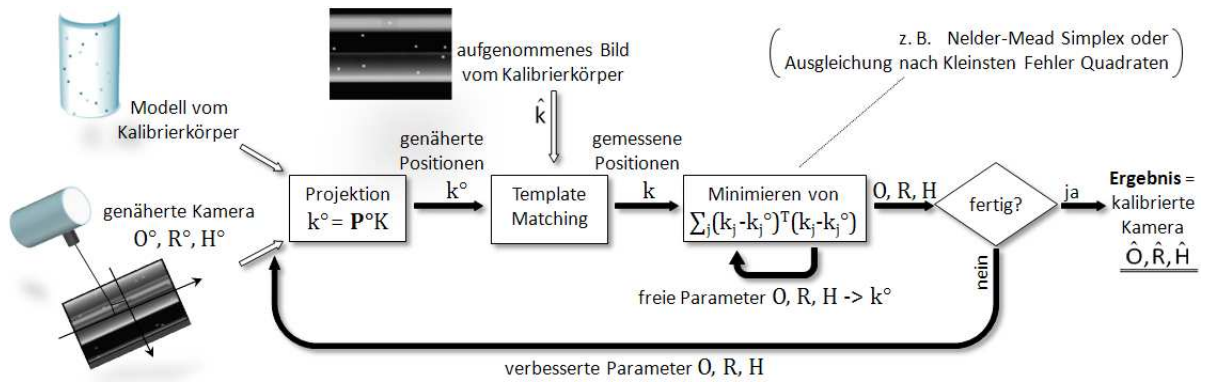 z. B. Nelder-Mead Simplex oder
Ausgleichung nach Kleinsten Fehler Quadraten
aufgenommenes Bild
vom Kalibrierkörper
k̂
Modell vom
Kalibrierkörper
genäherte Kamera
O°, R°, H°
Projektion
k° = P°K
genäherte
Positionen
k°
Template
Matching
gemessene
Positionen
k
Minimieren von
∑ⱼ(kⱼ-kⱼ°)ᵀ(kⱼ-kⱼ°)
freie Parameter O, R, H -> k°
O, R, H
fertig?
ja
nein
Ergebnis =
kalibrierte
Kamera
Ô, R̂, Ĥ
verbesserte Parameter O, R, H